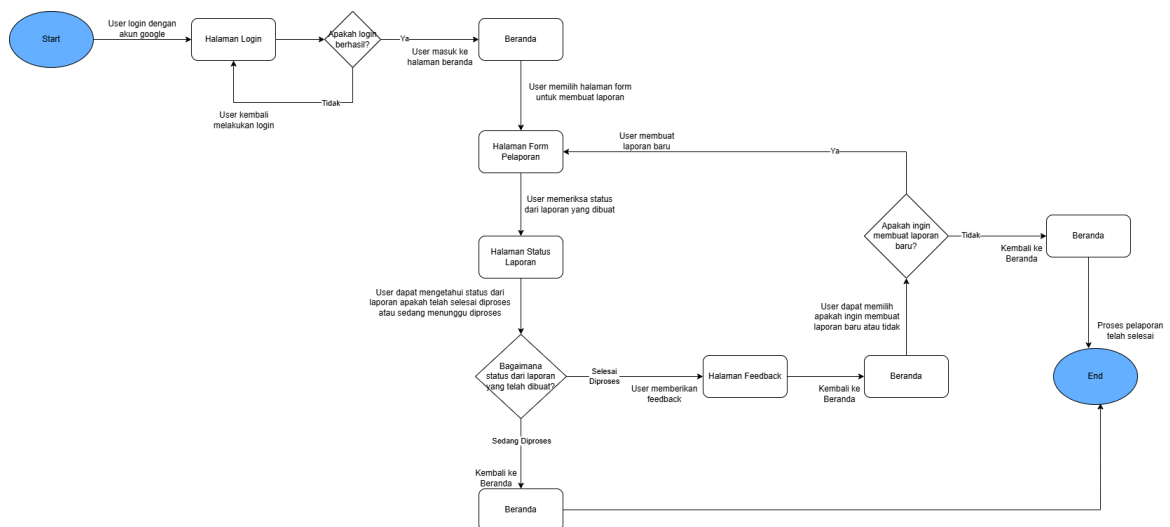 Start
User login dengan
akun google
Halaman Login
Apakah login
berhasil?
Ya
User masuk ke
halaman beranda
Beranda
Tidak
User kembali
melakukan login
User memilih halaman form
untuk membuat laporan
Halaman Form
Pelaporan
User membuat
laporan baru
Ya
User memeriksa status
dari laporan yang dibuat
Halaman Status
Laporan
Apakah ingin
membuat laporan
baru?
Tidak
Kembali ke
Beranda
Beranda
User dapat mengetahui status dari
laporan apakah telah selesai diproses
atau sedang menunggu diproses
User dapat memilih
apakah ingin membuat
laporan baru atau tidak
Proses pelaporan
telah selesai
Bagaimana
status dari laporan
yang telah dibuat?
Selesai
Diproses
User memberikan
feedback
Halaman Feedback
Kembali ke
Beranda
Beranda
End
Sedang Diproses
Kembali ke
Beranda
Beranda